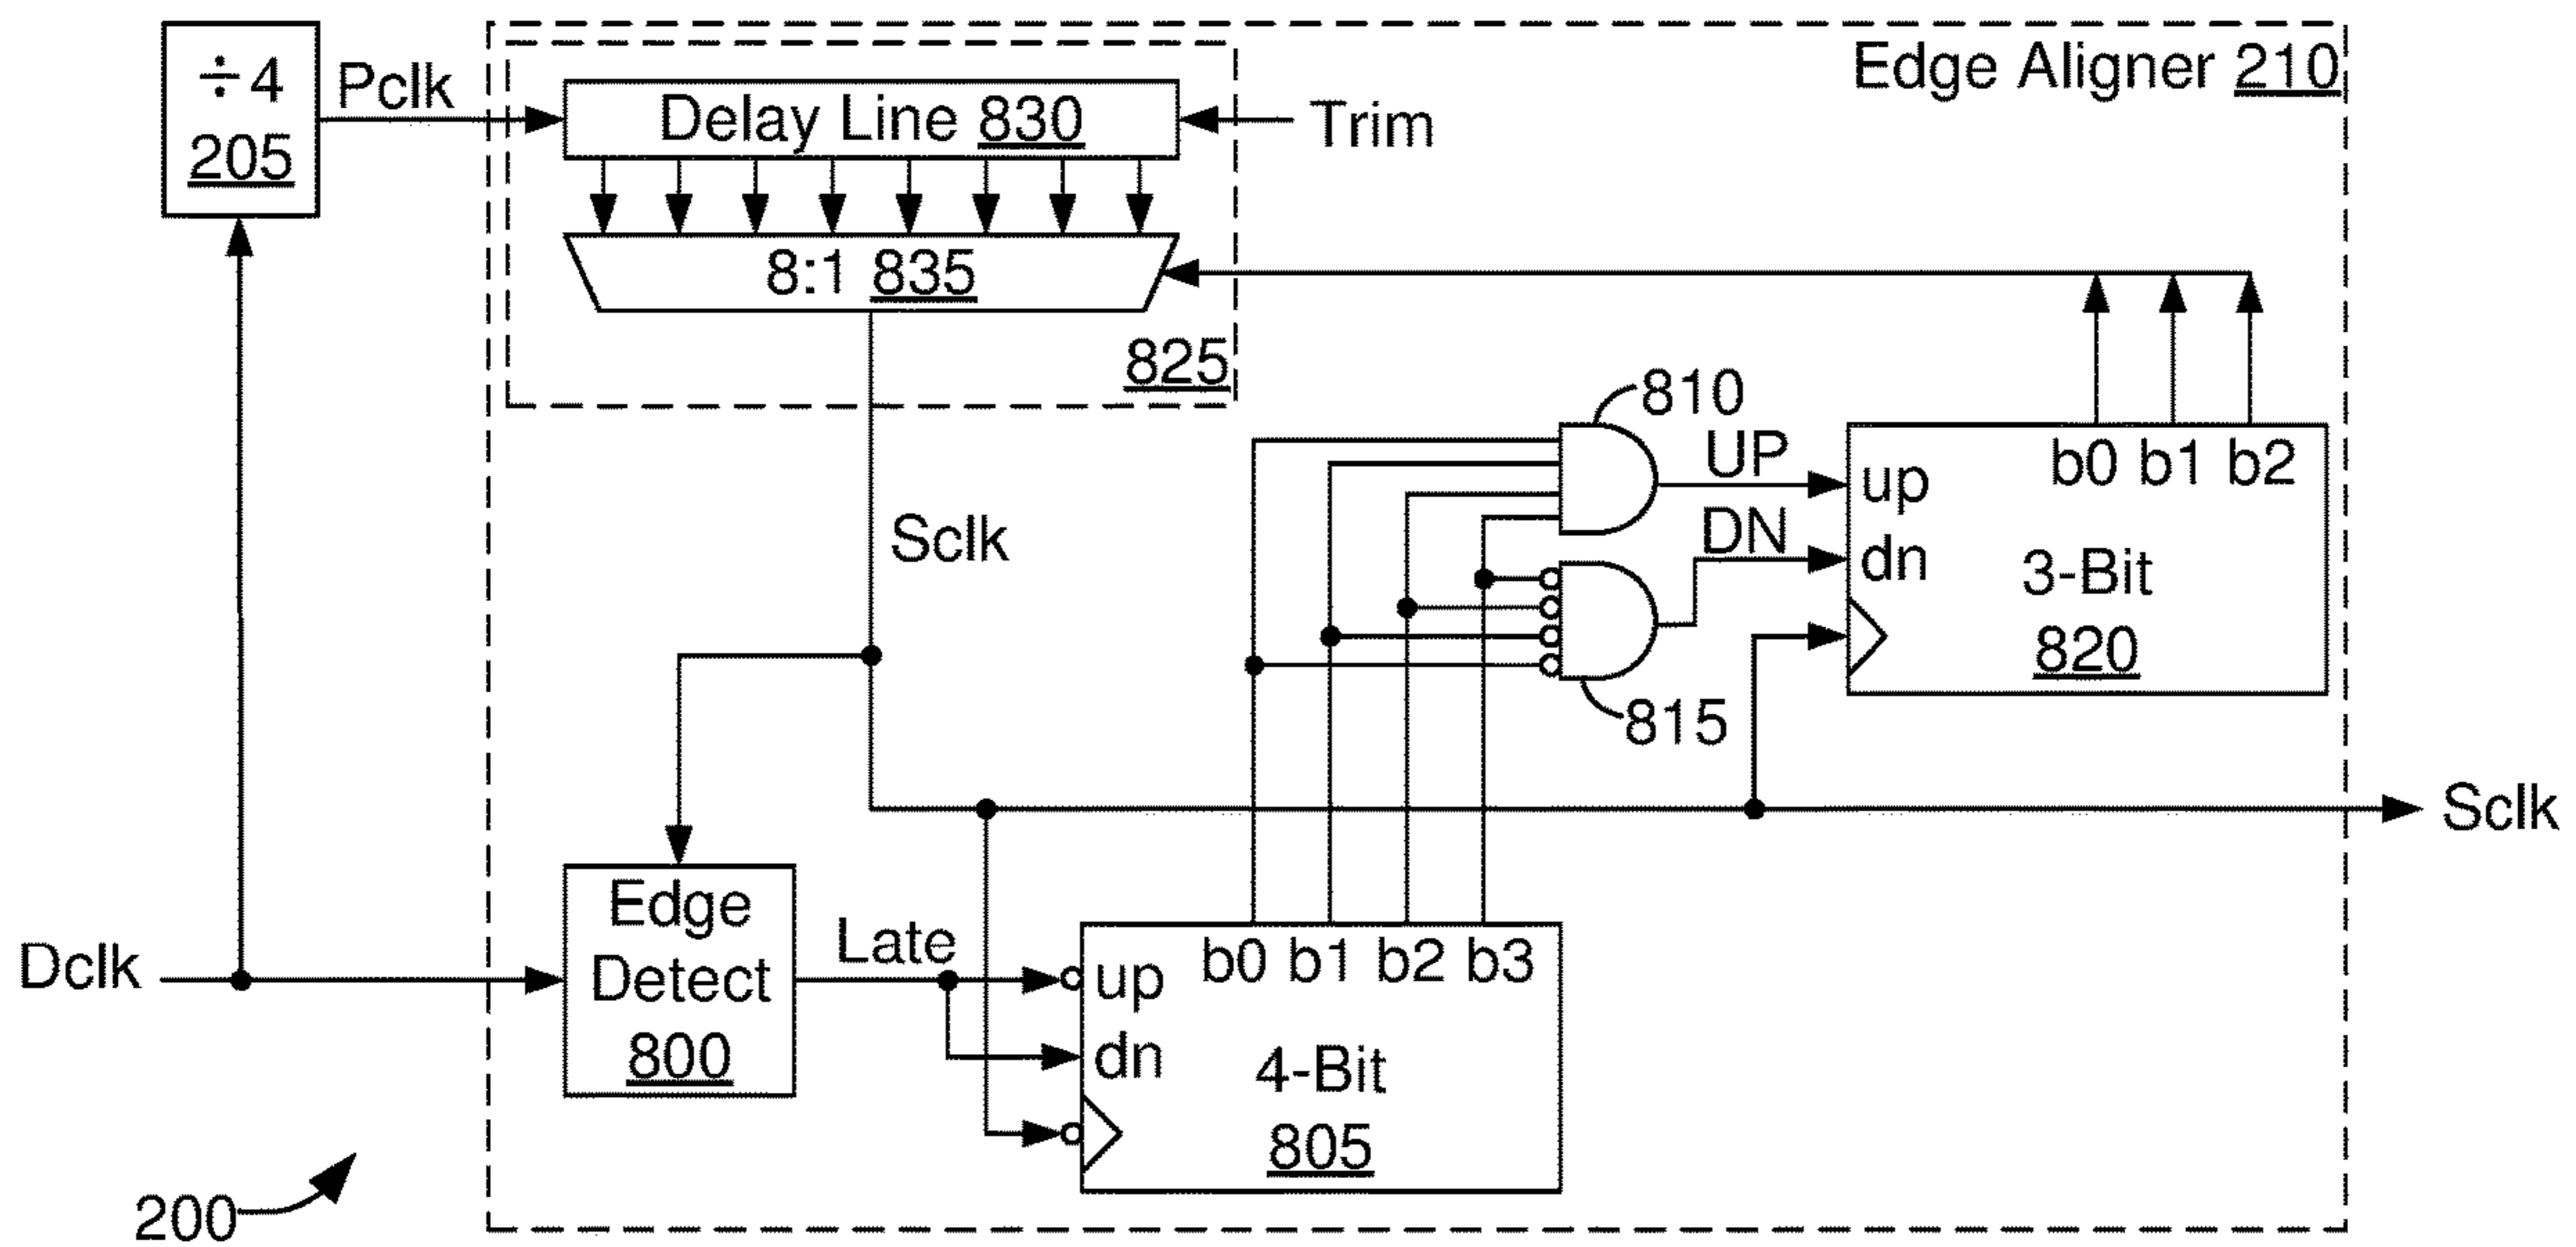 ÷4
205
Pclk
Delay Line 830
Trim
Edge Aligner 210
8:1 835
825
810
UP
DN
815
up
dn
b0 b1 b2
3-Bit
820
Sclk
Sclk
Dclk
Edge
Detect
800
Late
up
dn
b0 b1 b2 b3
4-Bit
805
200